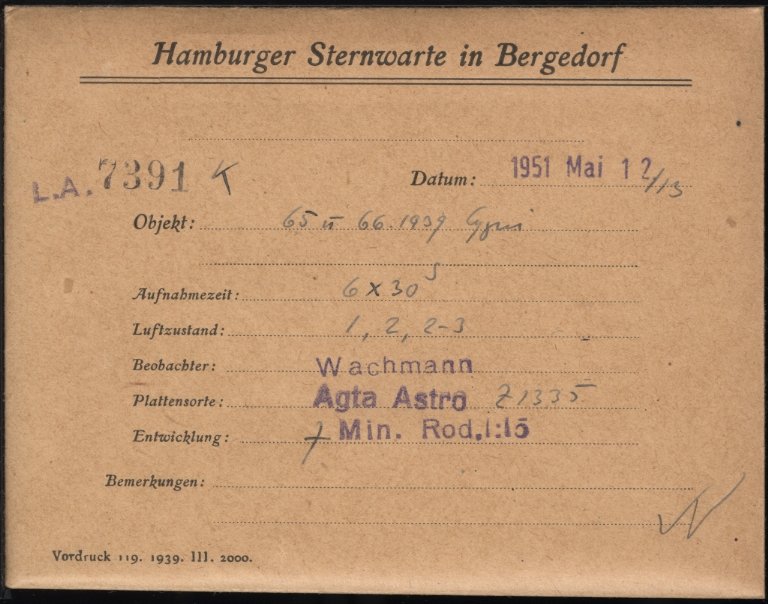 Hamburger Sternwarte in Bergedorf
L.A. 7391 K Datum: 1951 Mai 12/13
Objekt: 65 u 66.1939 Cygni
Aufnahmezeit: 6 x 30ˢ
Luftzustand: 1, 2, 2-3
Beobachter: Wachmann
Plattensorte: Agfa Astro Z1335
Entwicklung: 7 Min. Rod. 1:15
Bemerkungen:
Vordruck 119. 1939. III. 2000.